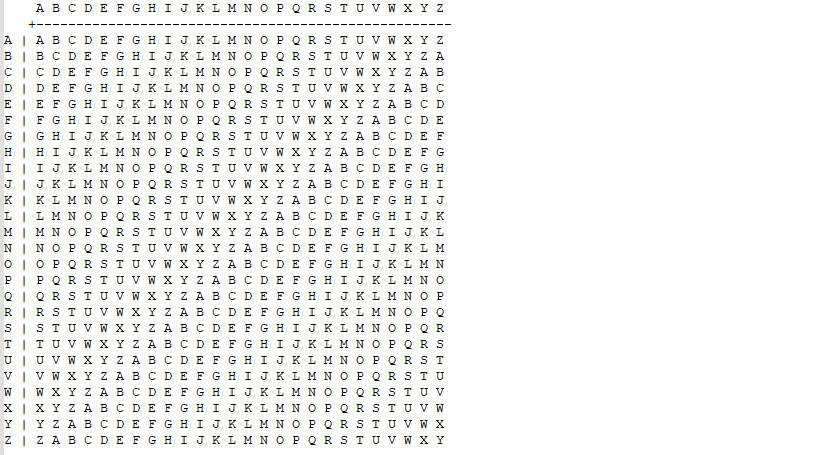 A B C D E F G H I J K L M N O P Q R S T U V W X Y Z
+----------------------------------------------------
A | A B C D E F G H I J K L M N O P Q R S T U V W X Y Z
B | B C D E F G H I J K L M N O P Q R S T U V W X Y Z A
C | C D E F G H I J K L M N O P Q R S T U V W X Y Z A B
D | D E F G H I J K L M N O P Q R S T U V W X Y Z A B C
E | E F G H I J K L M N O P Q R S T U V W X Y Z A B C D
F | F G H I J K L M N O P Q R S T U V W X Y Z A B C D E
G | G H I J K L M N O P Q R S T U V W X Y Z A B C D E F
H | H I J K L M N O P Q R S T U V W X Y Z A B C D E F G
I | I J K L M N O P Q R S T U V W X Y Z A B C D E F G H
J | J K L M N O P Q R S T U V W X Y Z A B C D E F G H I
K | K L M N O P Q R S T U V W X Y Z A B C D E F G H I J
L | L M N O P Q R S T U V W X Y Z A B C D E F G H I J K
M | M N O P Q R S T U V W X Y Z A B C D E F G H I J K L
N | N O P Q R S T U V W X Y Z A B C D E F G H I J K L M
O | O P Q R S T U V W X Y Z A B C D E F G H I J K L M N
P | P Q R S T U V W X Y Z A B C D E F G H I J K L M N O
Q | Q R S T U V W X Y Z A B C D E F G H I J K L M N O P
R | R S T U V W X Y Z A B C D E F G H I J K L M N O P Q
S | S T U V W X Y Z A B C D E F G H I J K L M N O P Q R
T | T U V W X Y Z A B C D E F G H I J K L M N O P Q R S
U | U V W X Y Z A B C D E F G H I J K L M N O P Q R S T
V | V W X Y Z A B C D E F G H I J K L M N O P Q R S T U
W | W X Y Z A B C D E F G H I J K L M N O P Q R S T U V
X | X Y Z A B C D E F G H I J K L M N O P Q R S T U V W
Y | Y Z A B C D E F G H I J K L M N O P Q R S T U V W X
Z | Z A B C D E F G H I J K L M N O P Q R S T U V W X Y